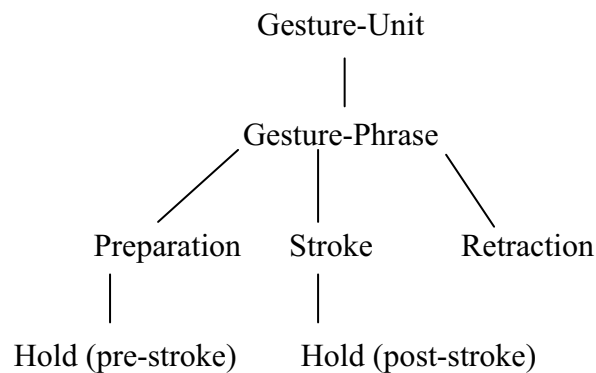 Gesture-Unit
Gesture-Phrase
Preparation Stroke Retraction
Hold (pre-stroke) Hold (post-stroke)